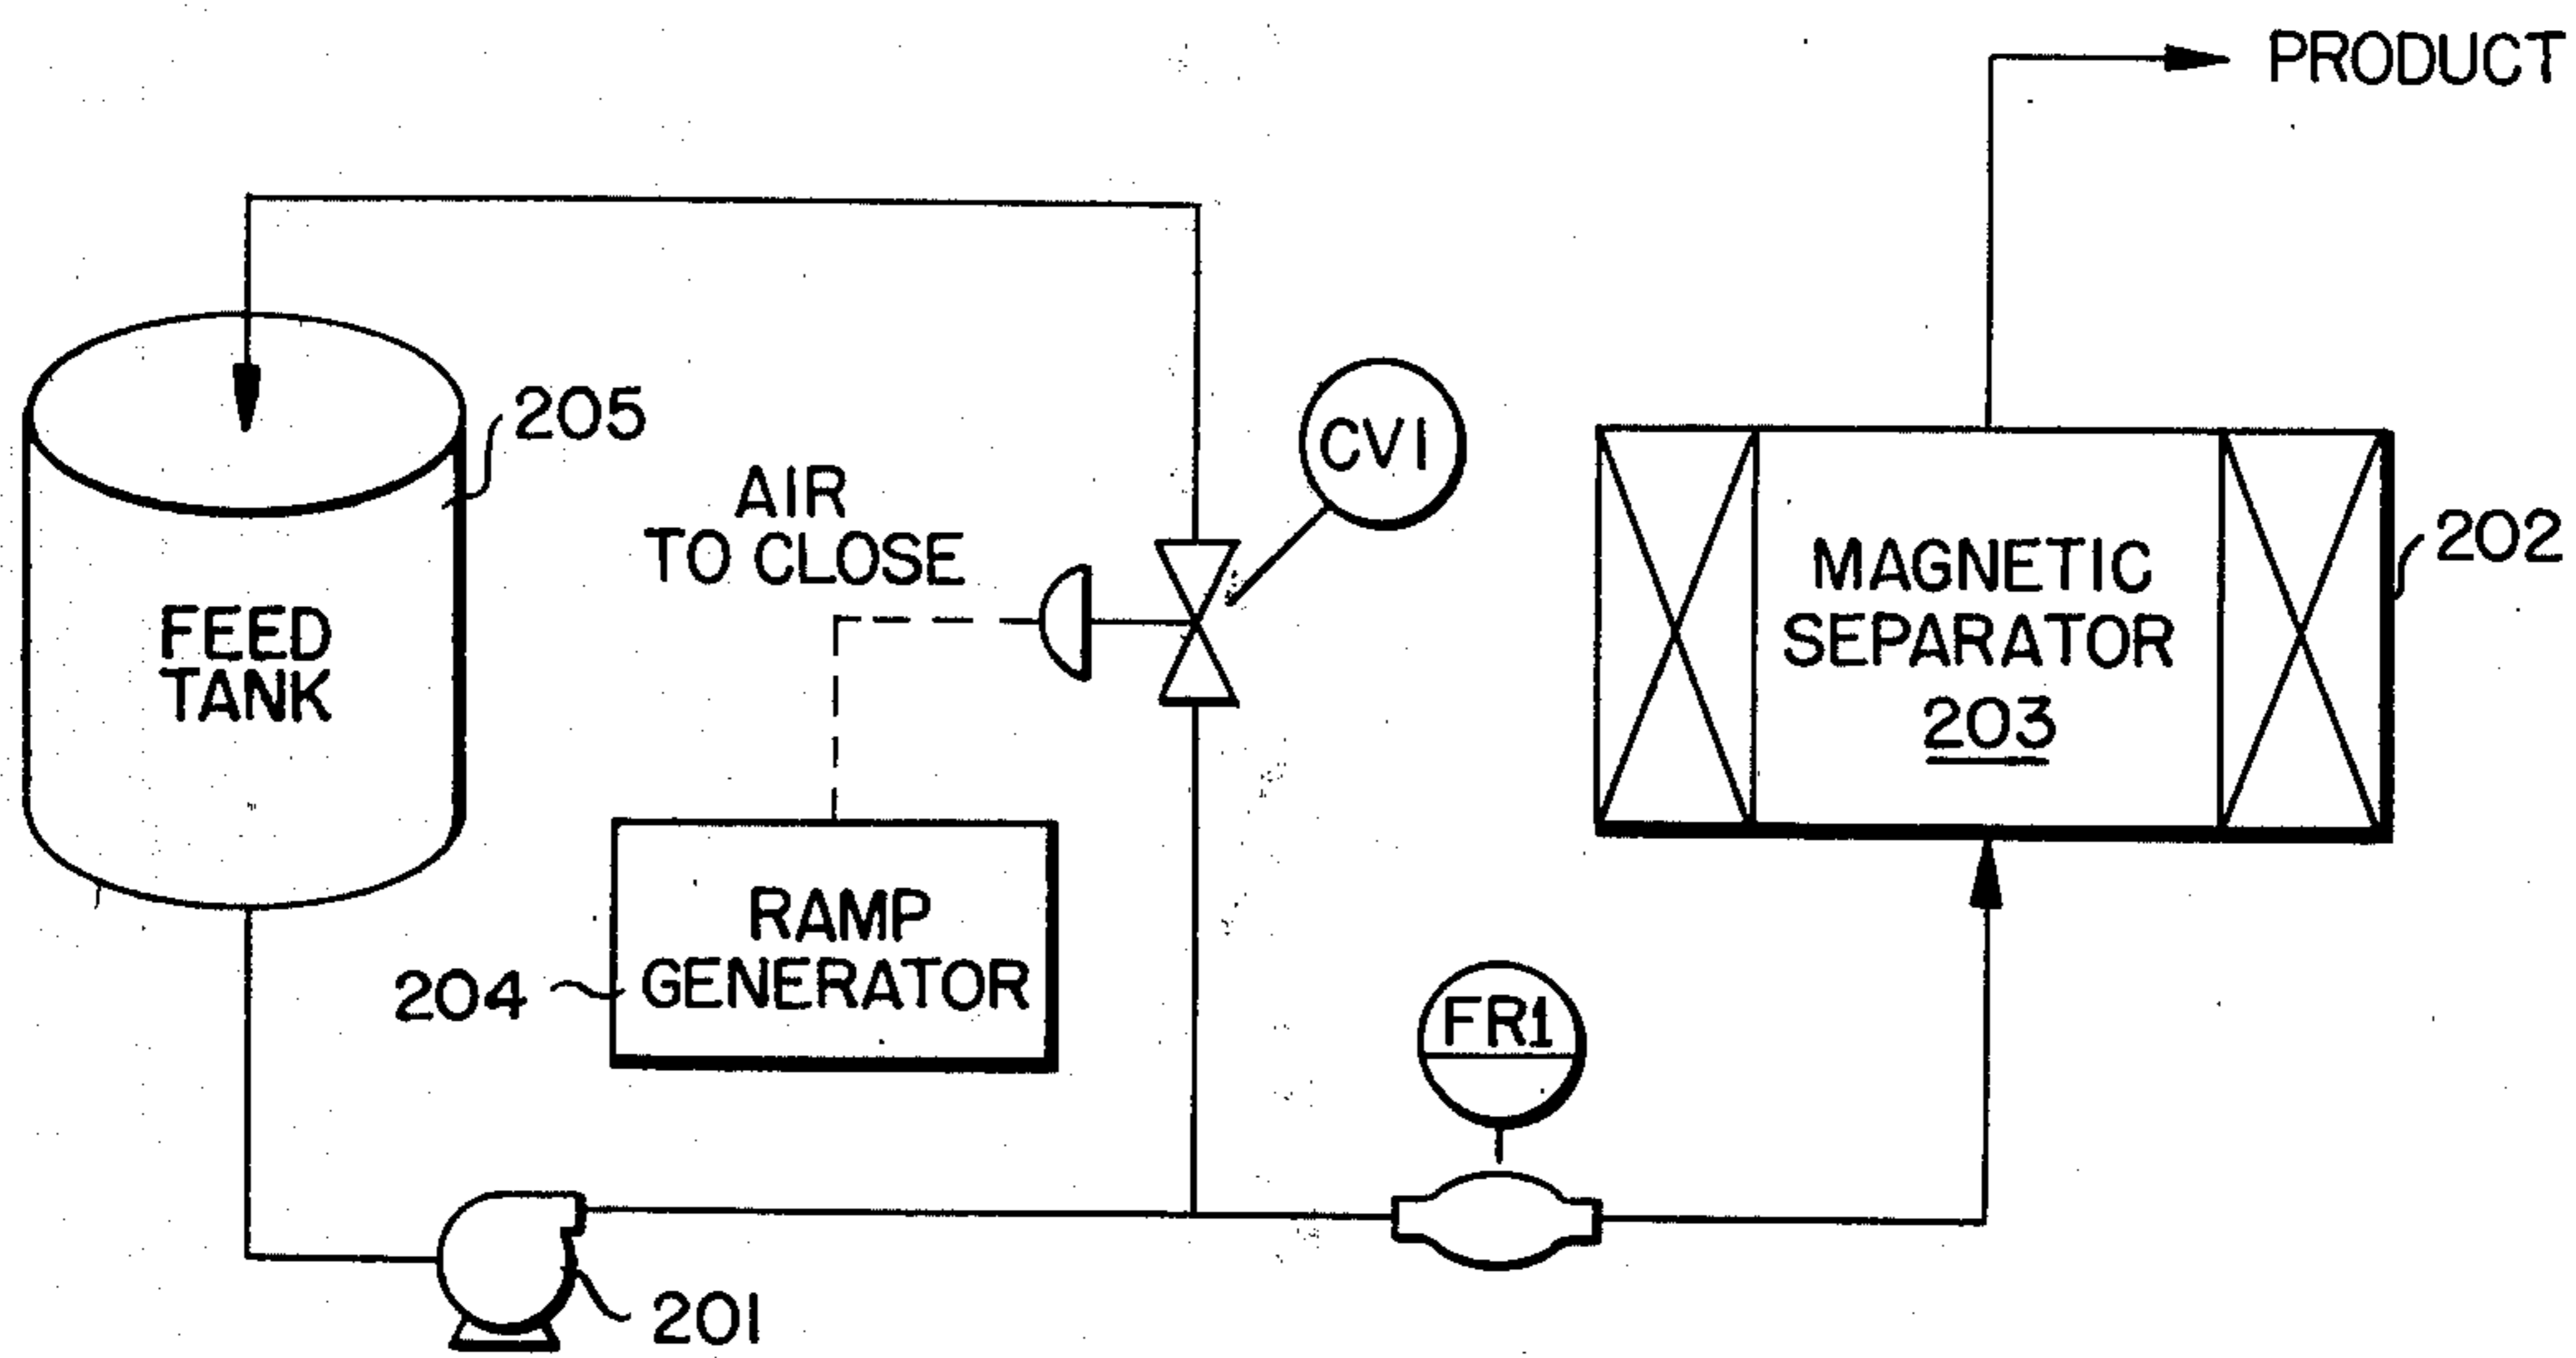 PRODUCT
205
CV1
AIR
TO CLOSE
202
MAGNETIC
SEPARATOR
203
FEED
TANK
RAMP
GENERATOR
204
FR1
201